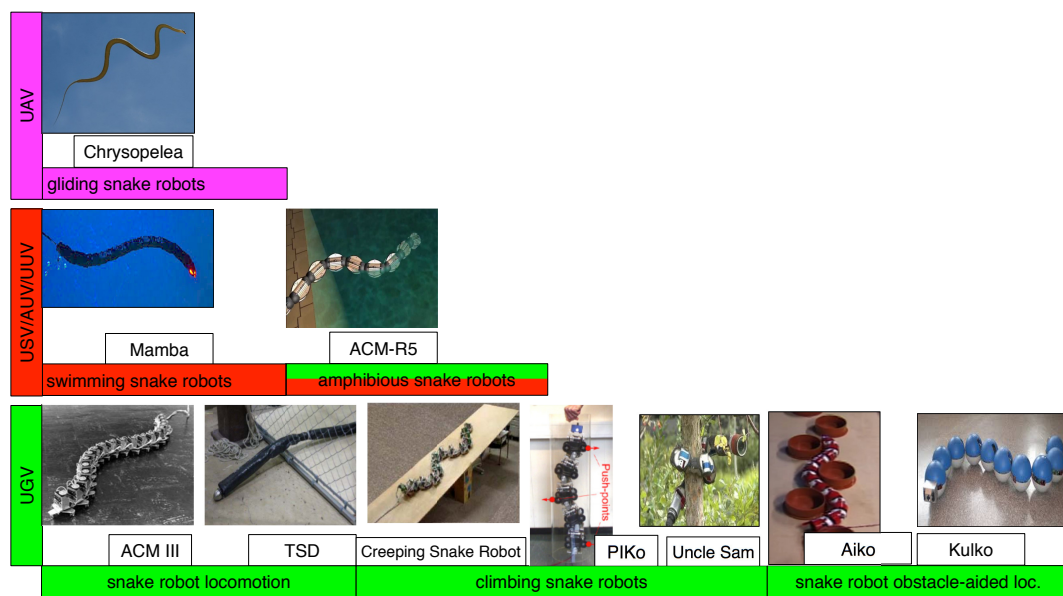 UAV
Chrysopelea
gliding snake robots
USV/AUV/UUV
Mamba
ACM-R5
swimming snake robots
amphibious snake robots
UGV
Push-points
ACM III
TSD
Creeping Snake Robot
PIKo
Uncle Sam
Aiko
Kulko
snake robot locomotion
climbing snake robots
snake robot obstacle-aided loc.